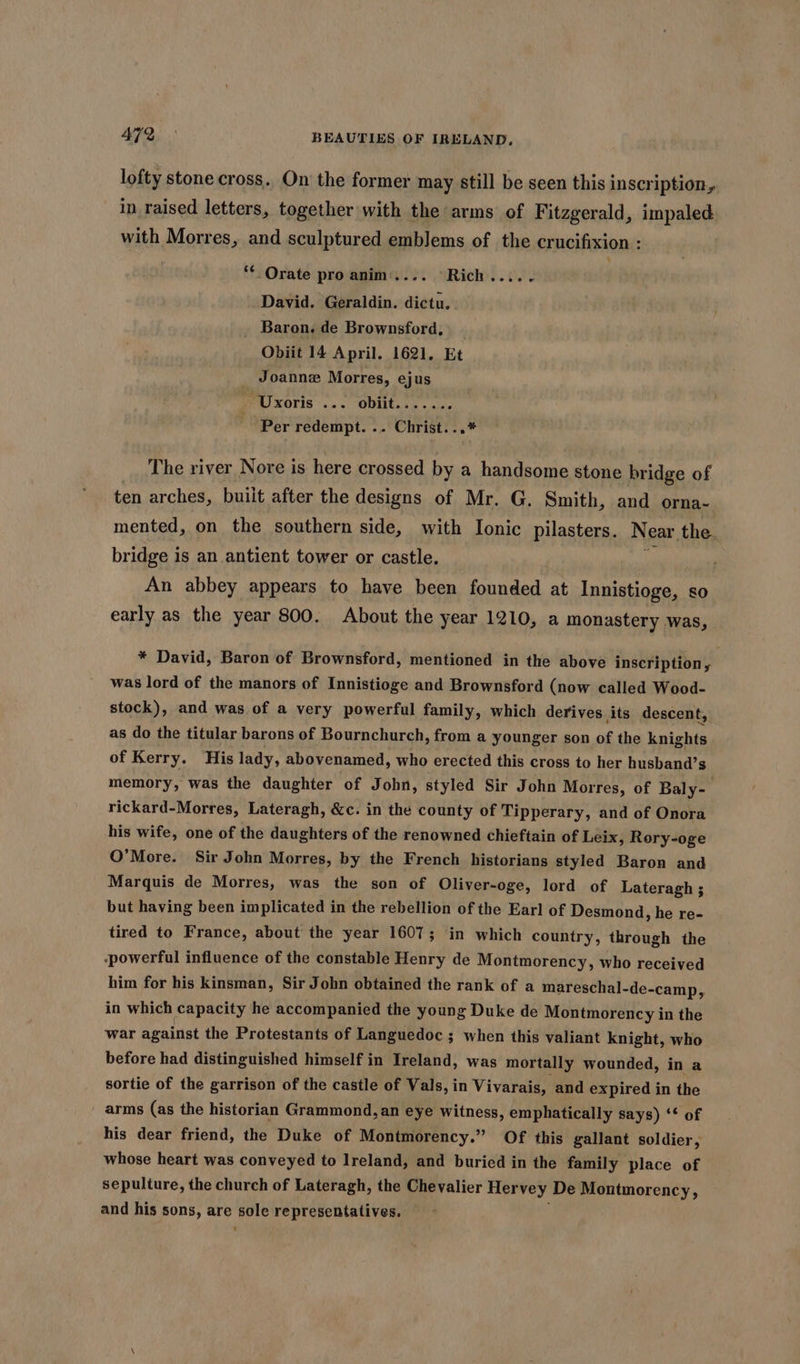 472 BEAUTIES OF IRELAND.
lofty stone cross. On the former may still be seen this inscription,
in raised letters, together with the arms of Fitzgerald, impaled
with Morres, and sculptured emblems of the crucifixion :
“ Orate pro anim .... Rich .....
David. Geraldin. dictu.
Baron. de Brownsford.
Obiit 14 April. 1621. Et
Joannæ Morres, ejus
Uxoris ... obiit.......
Per redempt. .. Christ...*
The river Nore is here crossed by a handsome stone bridge of
ten arches, built after the designs of Mr. G. Smith, and orna-
mented, on the southern side, with Ionic pilasters. Near the
bridge is an antient tower or castle.
An abbey appears to have been founded at Innistioge, so
early as the year 800. About the year 1210, a monastery was,
* David, Baron of Brownsford, mentioned in the above inscription,
was lord of the manors of Innistioge and Brownsford (now called Wood-
stock), and was of a very powerful family, which derives its descent,
as do the titular barons of Bournchurch, from a younger son of the knights
of Kerry. His lady, abovenamed, who erected this cross to her husband’s
memory, was the daughter of John, styled Sir John Morres, of Baly-
rickard-Morres, Lateragh, &c. in the county of Tipperary, and of Onora
his wife, one of the daughters of the renowned chieftain of Leix, Rory-oge
O’More. Sir John Morres, by the French historians styled Baron and
Marquis de Morres, was the son of Oliver-oge, lord of Lateragh ;
but having been implicated in the rebellion of the Earl of Desmond, he re-
tired to France, about the year 1607 ; in which country, through the
powerful influence of the constable Henry de Montmorency, who received
him for his kinsman, Sir John obtained the rank of a mareschal-de-camp,
in which capacity he accompanied the young Duke de Montmorency in the
war against the Protestants of Languedoc ; when this valiant knight, who
before had distinguished himself in Ireland, was mortally wounded, in a
sortie of the garrison of the castle of Vals, in Vivarais, and expired in the
arms (as the historian Grammond, an eye witness, emphatically says) “ of
his dear friend, the Duke of Montmorency.” Of this gallant soldier,
whose heart was conveyed to Ireland, and buried in the family place of
sepulture, the church of Lateragh, the Chevalier Hervey De Montmorency,
and his sons, are sole representatives.